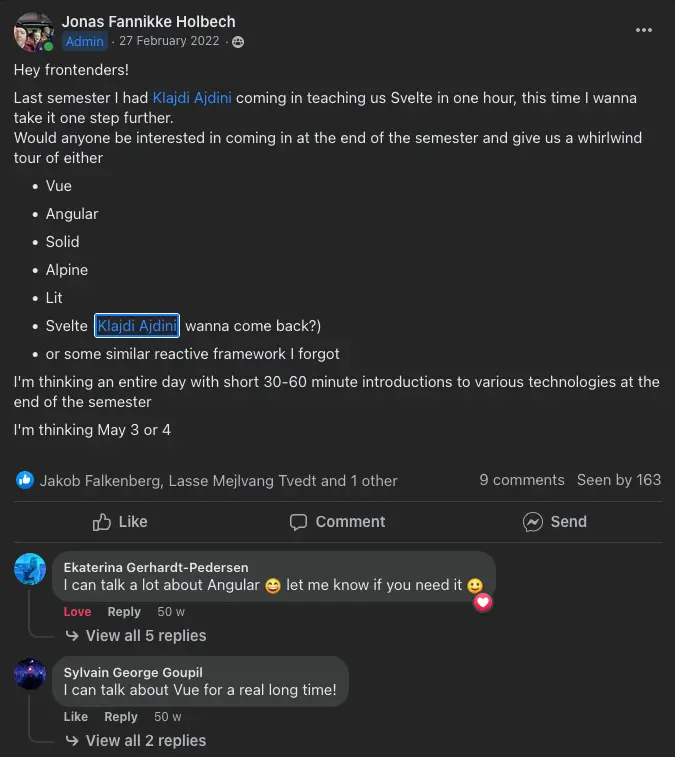 Jonas Fannikke Holbech
Admin · 27 February 2022 ·
Hey frontenders!
Last semester I had Klajdi Ajdini coming in teaching us Svelte in one hour, this time I wanna
take it one step further.
Would anyone be interested in coming in at the end of the semester and give us a whirlwind
tour of either
• Vue
• Angular
• Solid
• Alpine
• Lit
• Svelte Klajdi Ajdini wanna come back?)
• or some similar reactive framework I forgot
I'm thinking an entire day with short 30-60 minute introductions to various technologies at the
end of the semester
I'm thinking May 3 or 4
Jakob Falkenberg, Lasse Mejlvang Tvedt and 1 other 9 comments Seen by 163
Like Comment Send
Ekaterina Gerhardt-Pedersen
I can talk a lot about Angular 😄 let me know if you need it 🙂
Love Reply 50 w
View all 5 replies
Sylvain George Goupil
I can talk about Vue for a real long time!
Like Reply 50 w
View all 2 replies